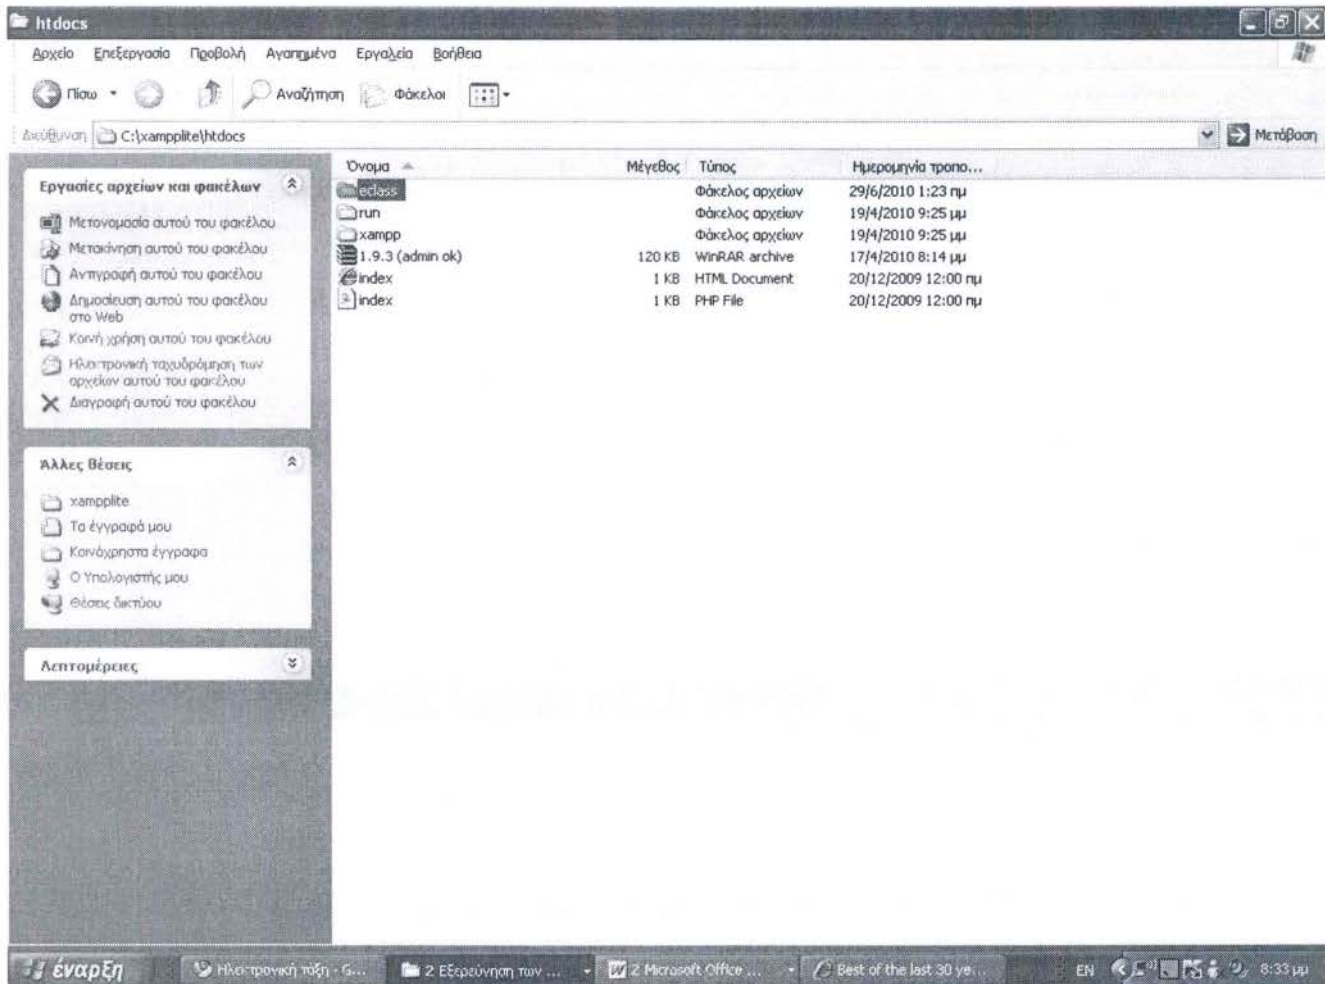 htdocs
Αρχείο Επεξεργασία Προβολή Αγαπημένα Εργαλεία Βοήθεια
Πίσω Αναζήτηση Φάκελοι
Διεύθυνση C:\xampplite\htdocs Μετάβαση
Όνομα Μέγεθος Τύπος Ημερομηνία τροπο...
eclass Φάκελος αρχείων 29/6/2010 1:23 πμ
run Φάκελος αρχείων 19/4/2010 9:25 μμ
xampp Φάκελος αρχείων 19/4/2010 9:25 μμ
1.9.3 (admin ok) 120 KB WinRAR archive 17/4/2010 8:14 μμ
index 1 KB HTML Document 20/12/2009 12:00 πμ
index 1 KB PHP File 20/12/2009 12:00 πμ
Εργασίες αρχείων και φακέλων
Μετονομασία αυτού του φακέλου
Μετακίνηση αυτού του φακέλου
Αντιγραφή αυτού του φακέλου
Δημοσίευση αυτού του φακέλου
στο Web
Κοινή χρήση αυτού του φακέλου
Ηλεκτρονική ταχυδρόμηση των
αρχείων αυτού του φακέλου
Διαγραφή αυτού του φακέλου
Άλλες θέσεις
xampplite
Τα έγγραφά μου
Κοινόχρηστα έγγραφα
Ο Υπολογιστής μου
Θέσεις δικτύου
Λεπτομέρειες
έναρξη Ηλεκτρονική τάξη - G... 2 Εξερεύνηση των ... 2 Microsoft Office ... Best of the last 30 ye... EN 8:33 μμ